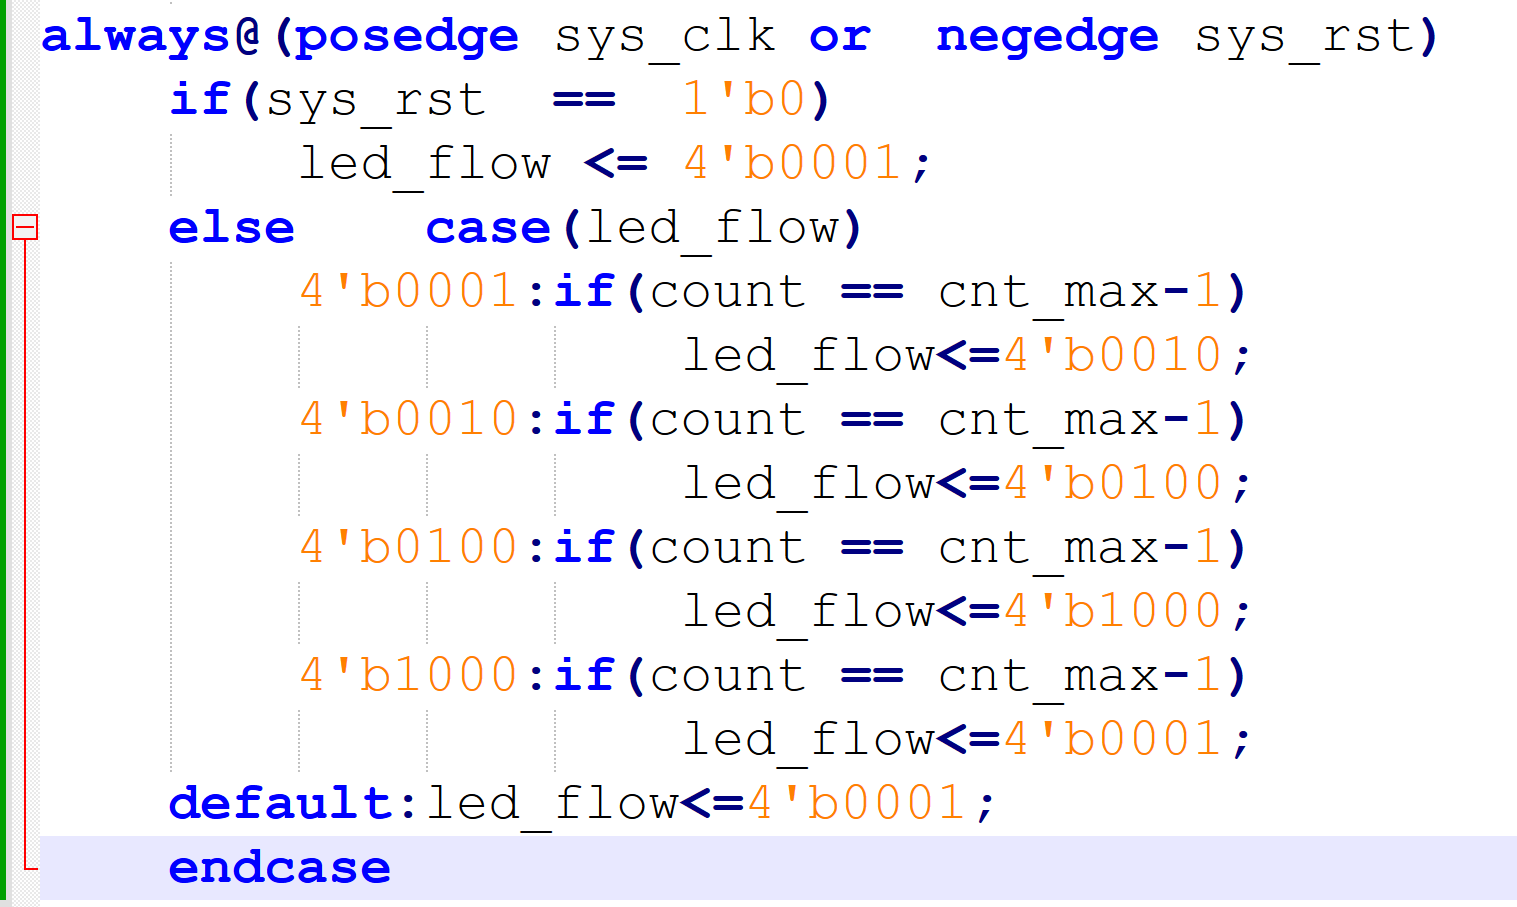 always@(posedge sys_clk or  negedge sys_rst)
    if(sys_rst  ==  1'b0)
        led_flow <= 4'b0001;
    else    case(led_flow)
        4'b0001:if(count == cnt_max-1)
                    led_flow<=4'b0010;
        4'b0010:if(count == cnt_max-1)
                    led_flow<=4'b0100;
        4'b0100:if(count == cnt_max-1)
                    led_flow<=4'b1000;
        4'b1000:if(count == cnt_max-1)
                    led_flow<=4'b0001;
    default:led_flow<=4'b0001;
    endcase